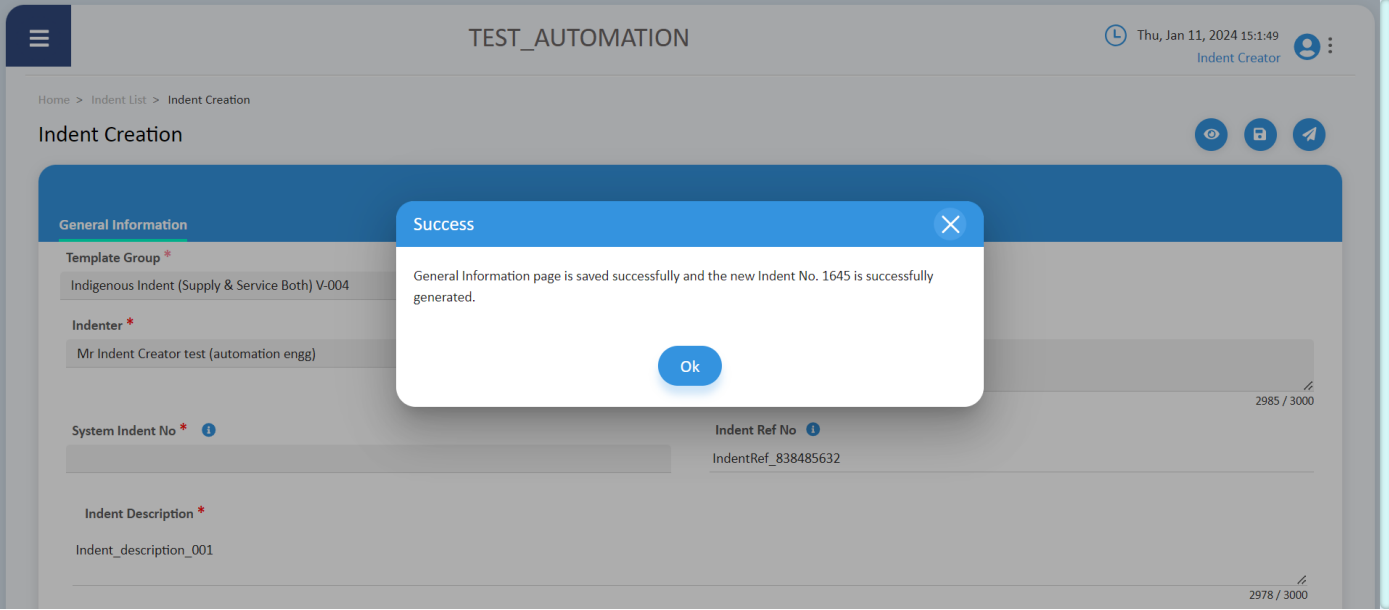 TEST_AUTOMATION
Thu, Jan 11, 2024 15:1:49
Indent Creator
Home > Indent List > Indent Creation
Indent Creation
General Information
Template Group *
Indigenous Indent (Supply & Service Both) V-004
Success
General Information page is saved successfully and the new Indent No. 1645 is successfully
generated.
Ok
Indenter *
Mr Indent Creator test (automation engg)
2985 / 3000
System Indent No *
Indent Ref No
IndentRef_838485632
Indent Description *
Indent_description_001
2978 / 3000